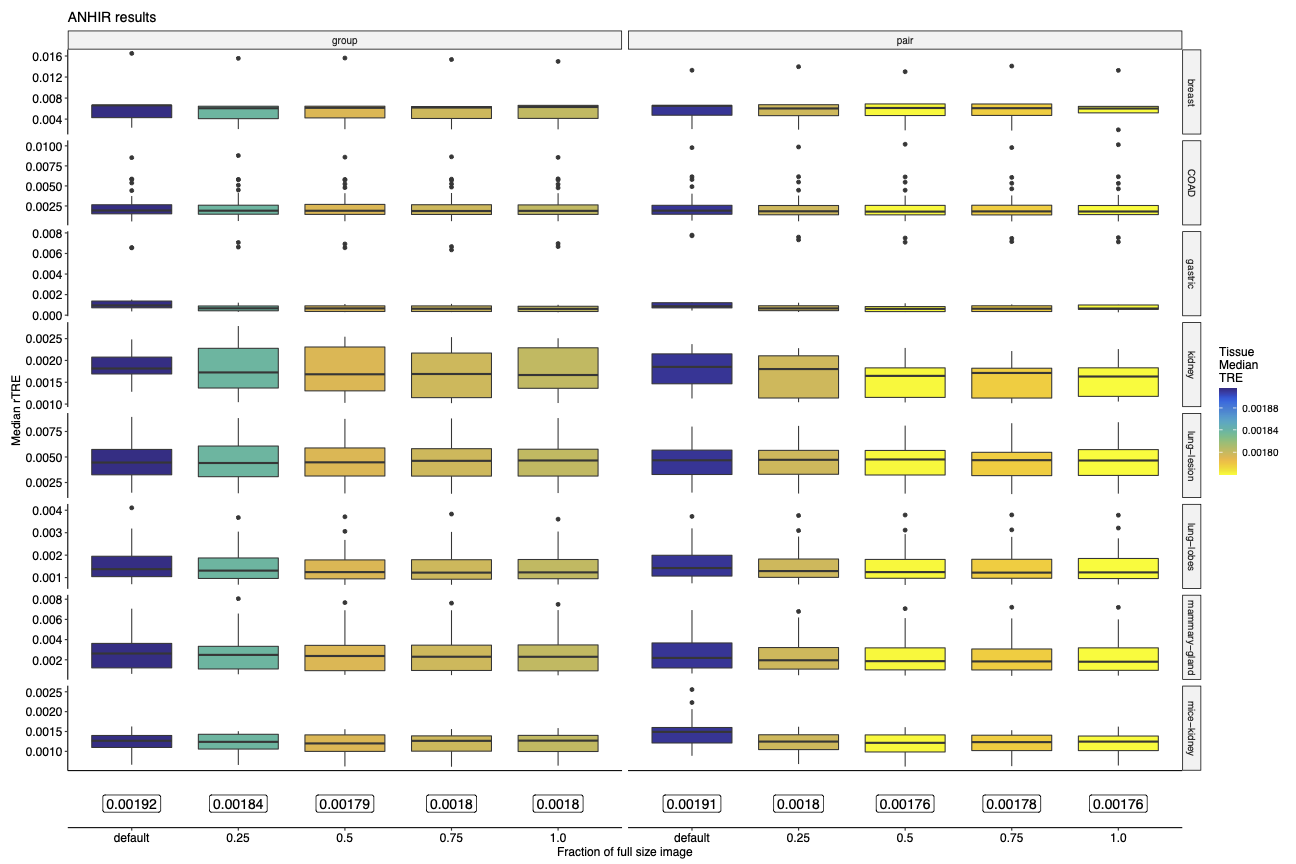 ANHIR results
group
pair
0.016
0.012
0.008
0.004
breast
0.0100
0.0075
0.0050
0.0025
COAD
0.008
0.006
0.004
0.002
0.000
gastric
0.0025
0.0020
0.0015
0.0010
kidney
0.0075
0.0050
0.0025
lung-lesion
0.004
0.003
0.002
0.001
lung-lobes
0.008
0.006
0.004
0.002
mammary-gland
0.0025
0.0020
0.0015
0.0010
mice-kidney
Median rTRE
Tissue
Median
TRE
0.00188
0.00184
0.00180
0.00192 0.00184 0.00179 0.0018 0.0018 0.00191 0.0018 0.00176 0.00178 0.00176
default 0.25 0.5 0.75 1.0 default 0.25 0.5 0.75 1.0
Fraction of full size image